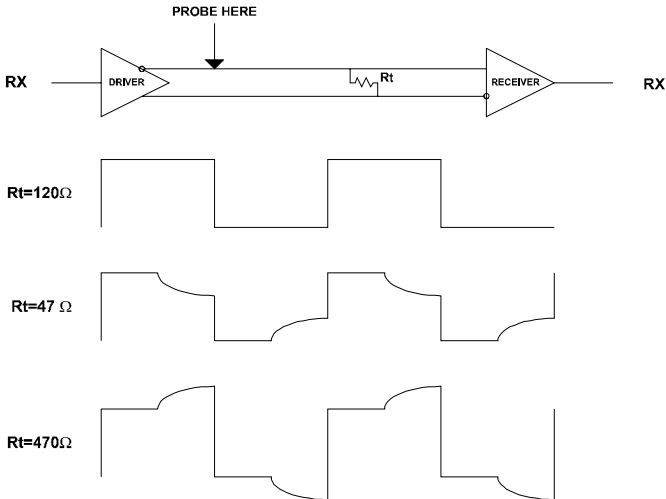 PROBE HERE
RX
DRIVER
Rt
RECEIVER
RX
Rt=120Ω
Rt=47 Ω
Rt=470Ω